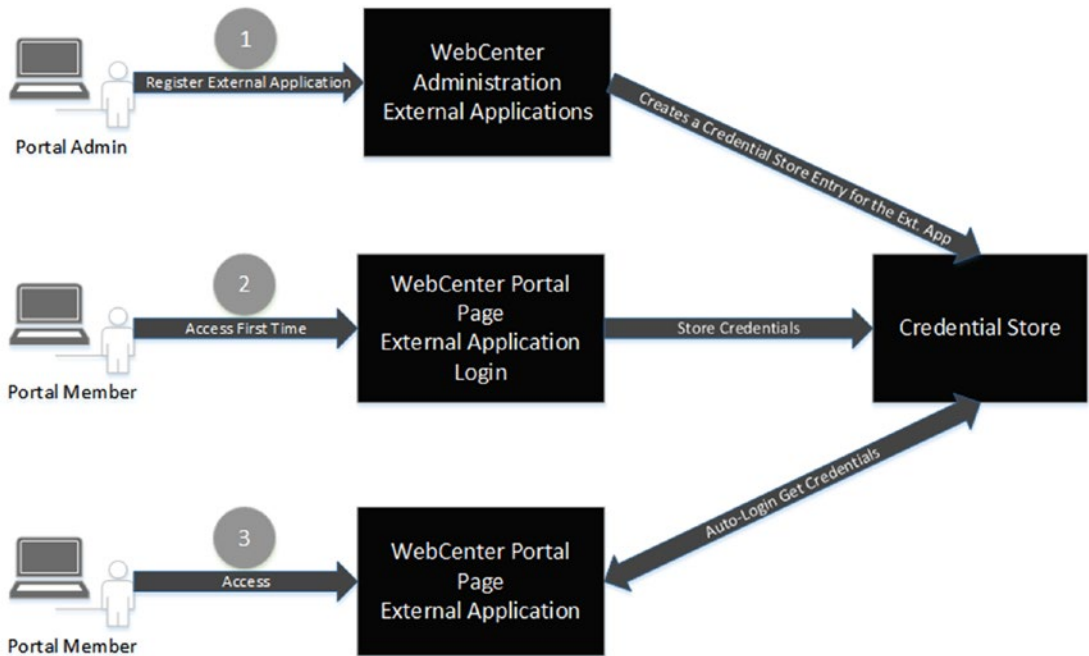 1
Register External Application
Portal Admin
WebCenter
Administration
External Applications
Creates a Credential Store Entry for the Ext. App
2
Access First Time
Portal Member
WebCenter Portal
Page
External Application
Login
Store Credentials
Credential Store
3
Access
Portal Member
WebCenter Portal
Page
External Application
Auto-Login Get Credentials